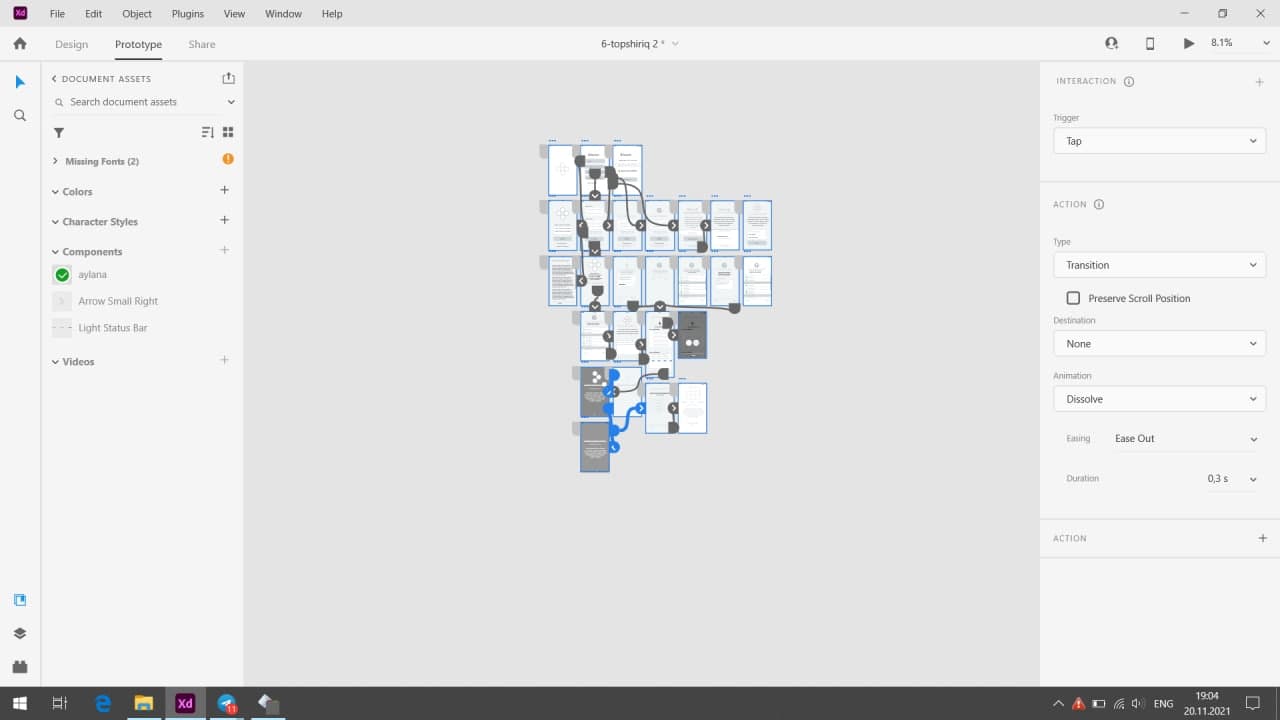 Xd File Edit Object Plugins View Window Help
Design Prototype Share 6-topshiriq 2 * 8.1%
DOCUMENT ASSETS
Search document assets
Missing Fonts (2)
Colors
Character Styles
Components
aylana
Arrow Small Right
Light Status Bar
Videos
INTERACTION
Trigger
Tap
ACTION
Type
Transition
Preserve Scroll Position
Destination
None
Animation
Dissolve
Easing Ease Out
Duration 0,3 s
ACTION
Xd 11 ENG 19:04
20.11.2021